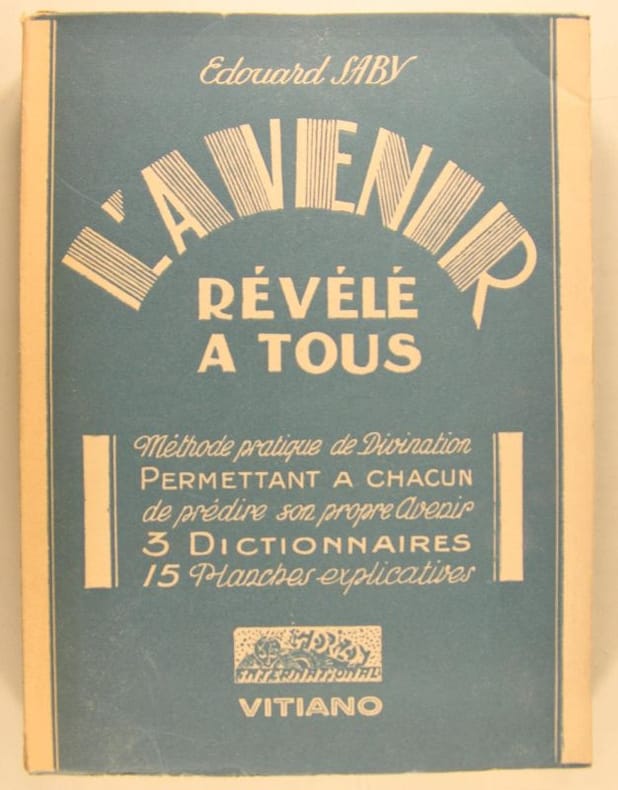 Edouard SABY
L'AVENIR
RÉVÉLÉ
A TOUS
Méthode pratique de Divination
PERMETTANT A CHACUN
de prédire son propre Avenir
3 DICTIONNAIRES
15 Planches explicatives
HORIZON
INTERNATIONAL
VITIANO